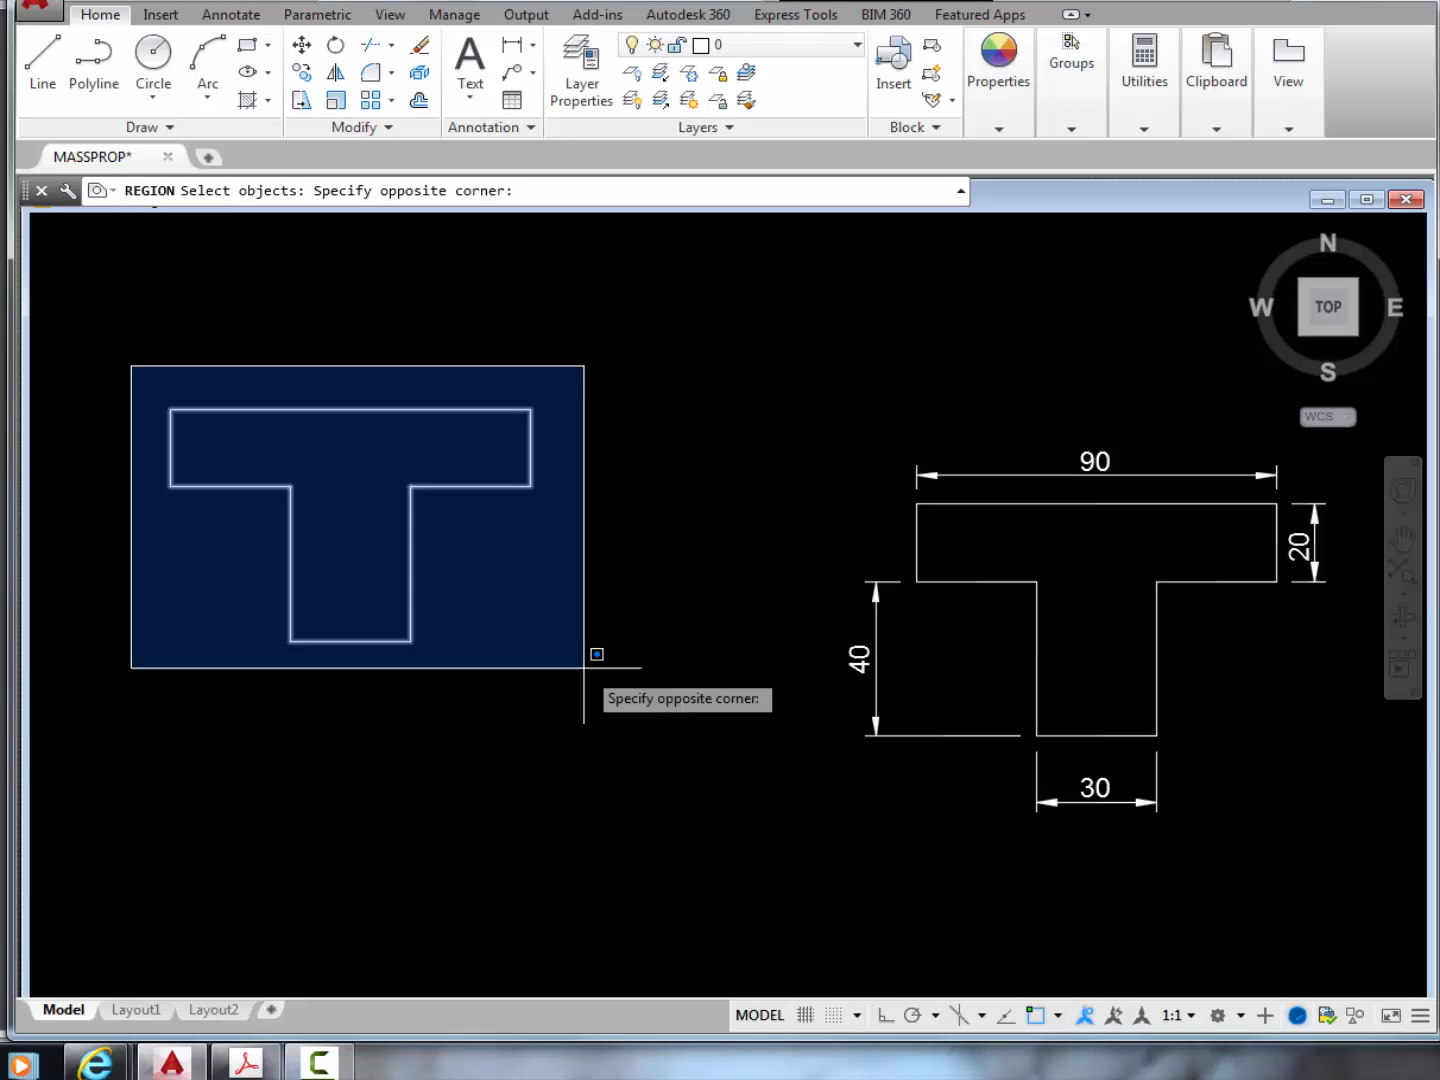 Home Insert Annotate Parametric View Manage Output Add-ins Autodesk 360 Express Tools BIM 360 Featured Apps
0
Line Polyline Circle Arc Text Layer Properties Insert Properties Groups Utilities Clipboard View
Draw Modify Annotation Layers Block
MASSPROP*
REGION Select objects: Specify opposite corner:
N
W TOP E
S
WCS
90
20
40
Specify opposite corner:
30
Model Layout1 Layout2
MODEL 1:1